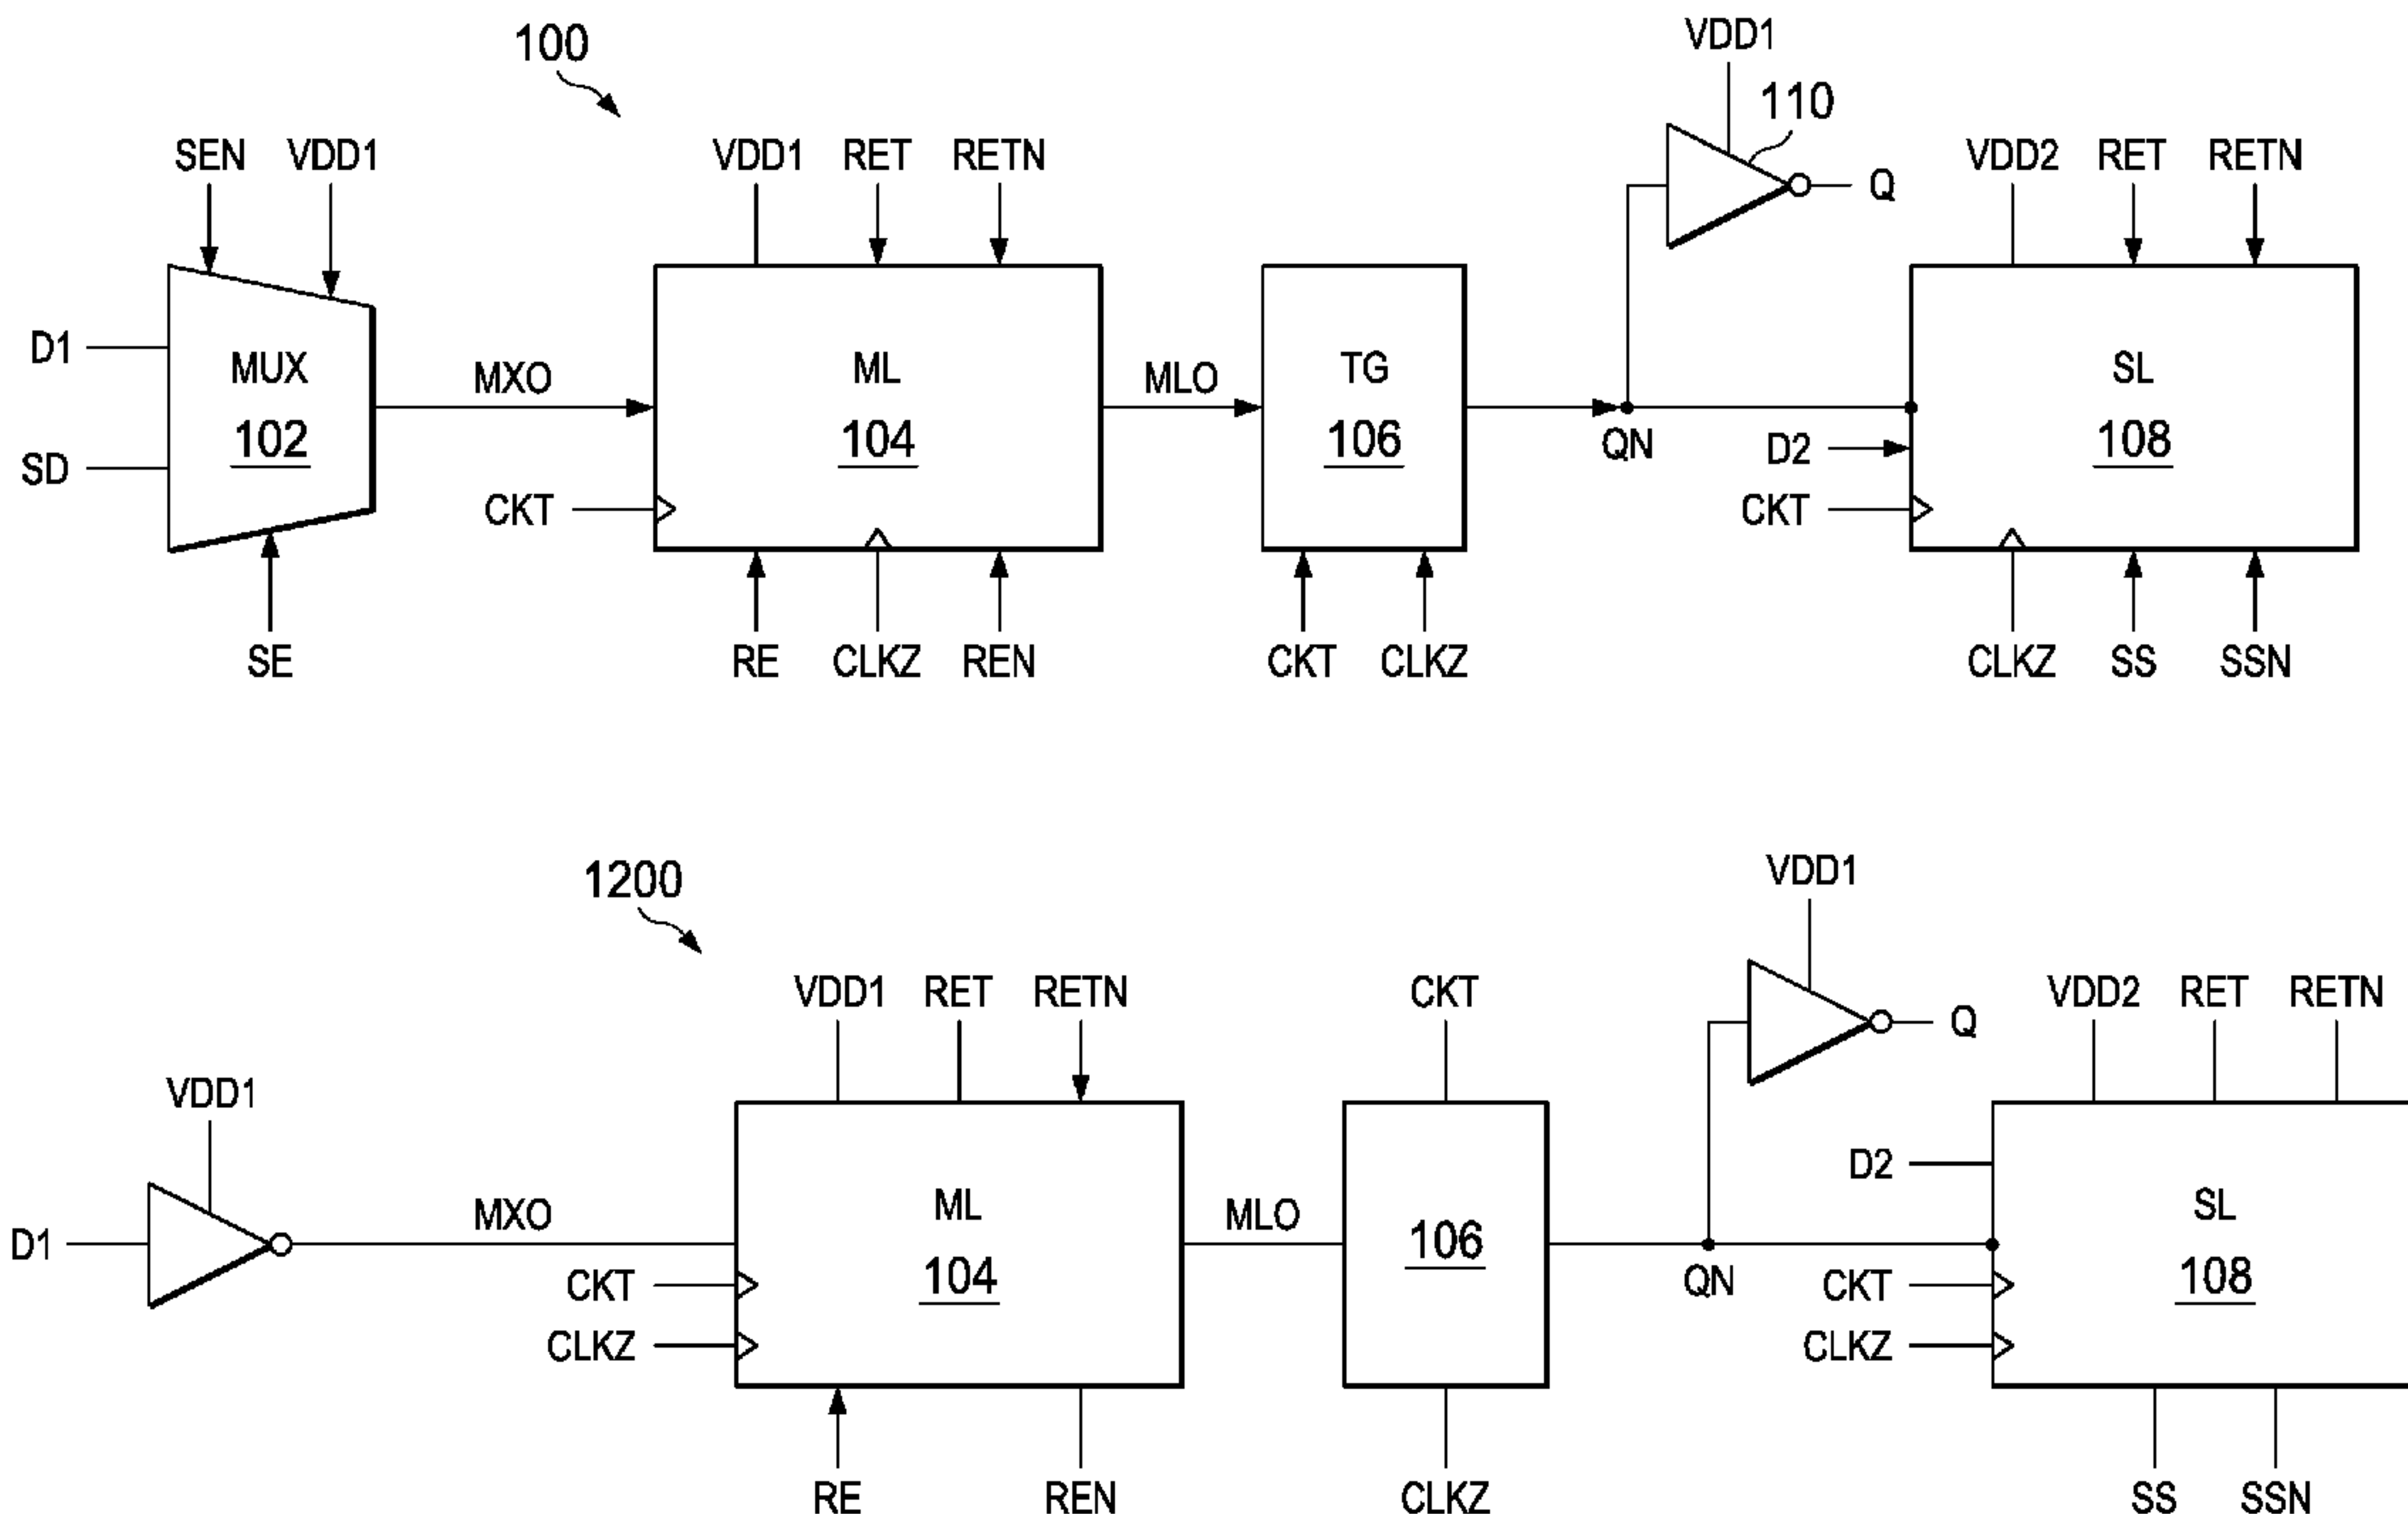 100
VDD1
110
SEN VDD1
VDD1 RET RETN
Q
VDD2 RET RETN
D1
MUX
102
MXO
ML
104
MLO
TG
106
SL
108
QN
SD
D2
CKT
CKT
SE
RE CLKZ REN
CKT CLKZ
CLKZ SS SSN
1200
VDD1
VDD1 RET RETN
CKT
Q
VDD2 RET RETN
VDD1
D2
D1
MXO
ML
104
MLO
106
SL
108
QN
CKT
CKT
CLKZ
CLKZ
RE REN
CLKZ
SS SSN